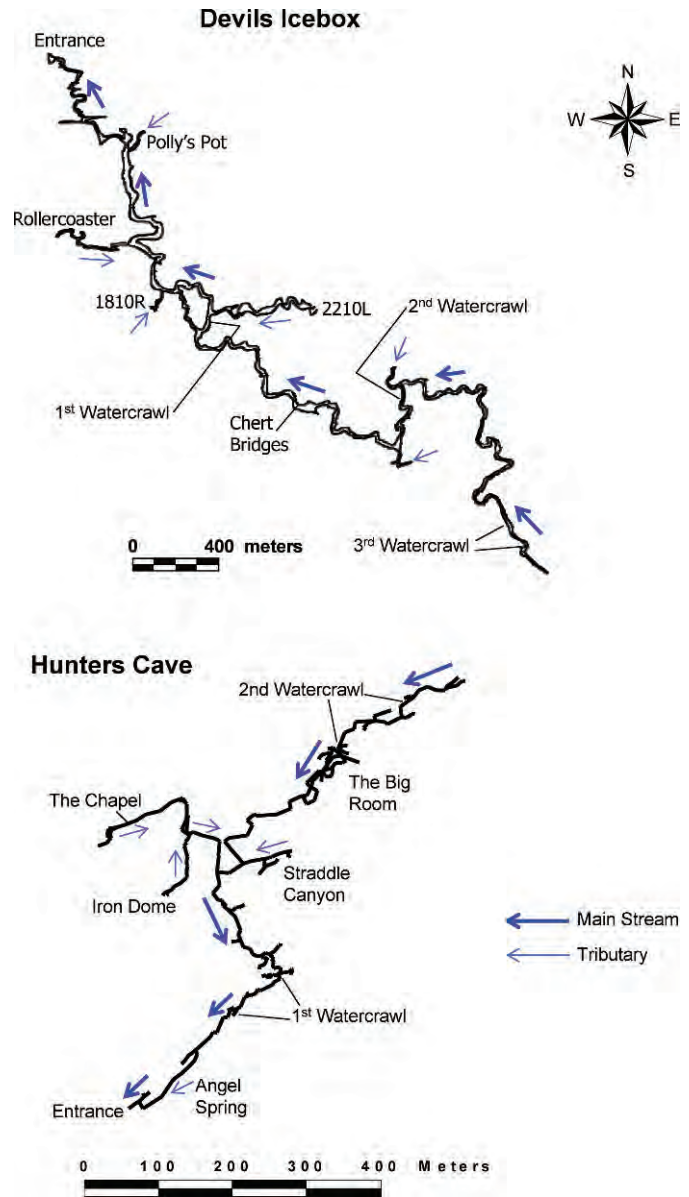 Devils Icebox
Entrance
N
W
E
S
Polly's Pot
Rollercoaster
1810R
2210L
2nd Watercrawl
1st Watercrawl
Chert
Bridges
3rd Watercrawl
0 400 meters
Hunters Cave
2nd Watercrawl
The Big
Room
The Chapel
Straddle
Canyon
Iron Dome
Main Stream
Tributary
1st Watercrawl
Angel
Spring
Entrance
0 100 200 300 400 Meters